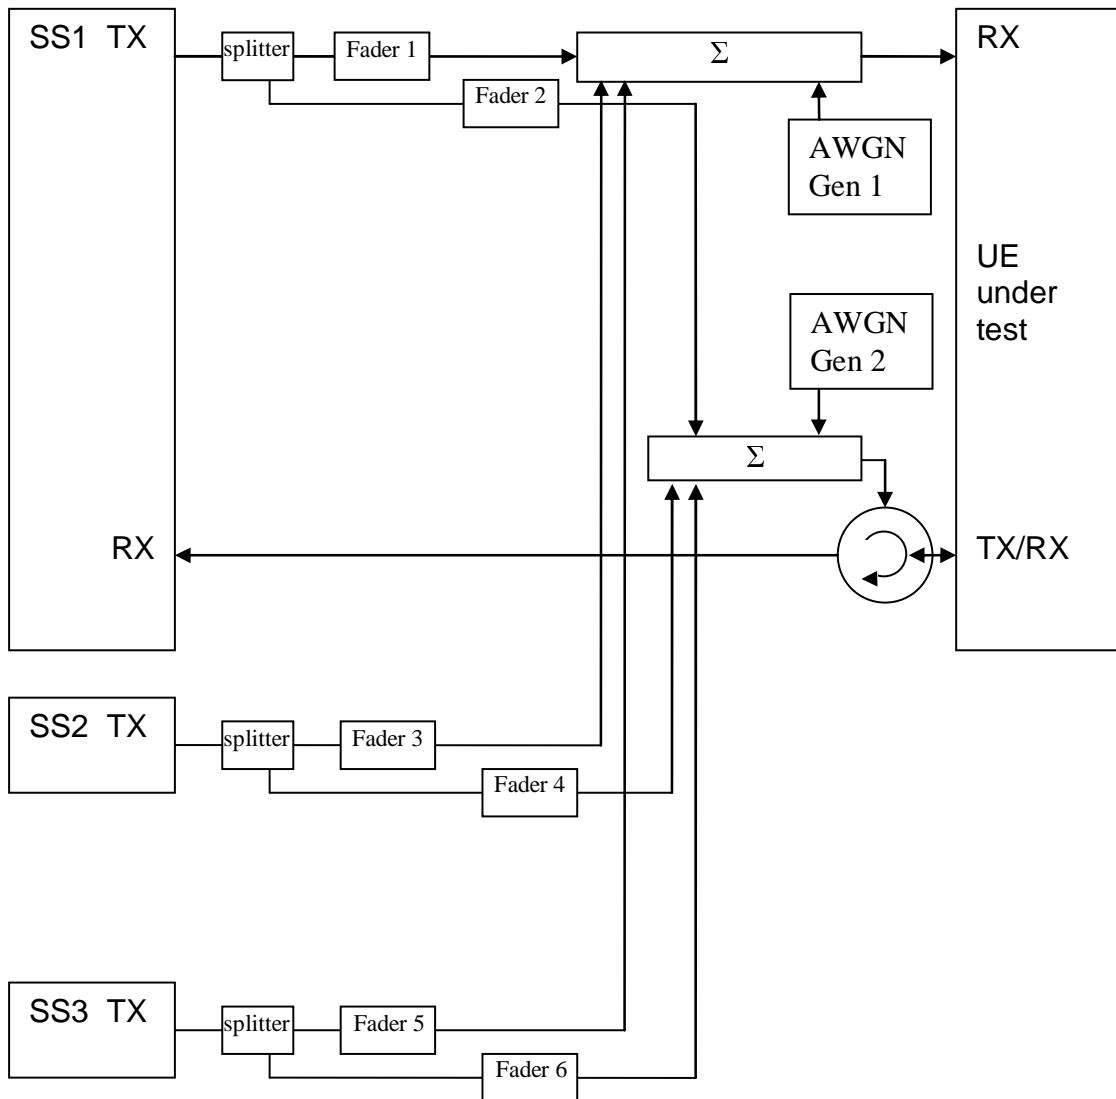 SS1 TX
splitter
Fader 1
Σ
RX
Fader 2
AWGN
Gen 1
UE
under
test
AWGN
Gen 2
Σ
RX
TX/RX
SS2 TX
splitter
Fader 3
Fader 4
SS3 TX
splitter
Fader 5
Fader 6